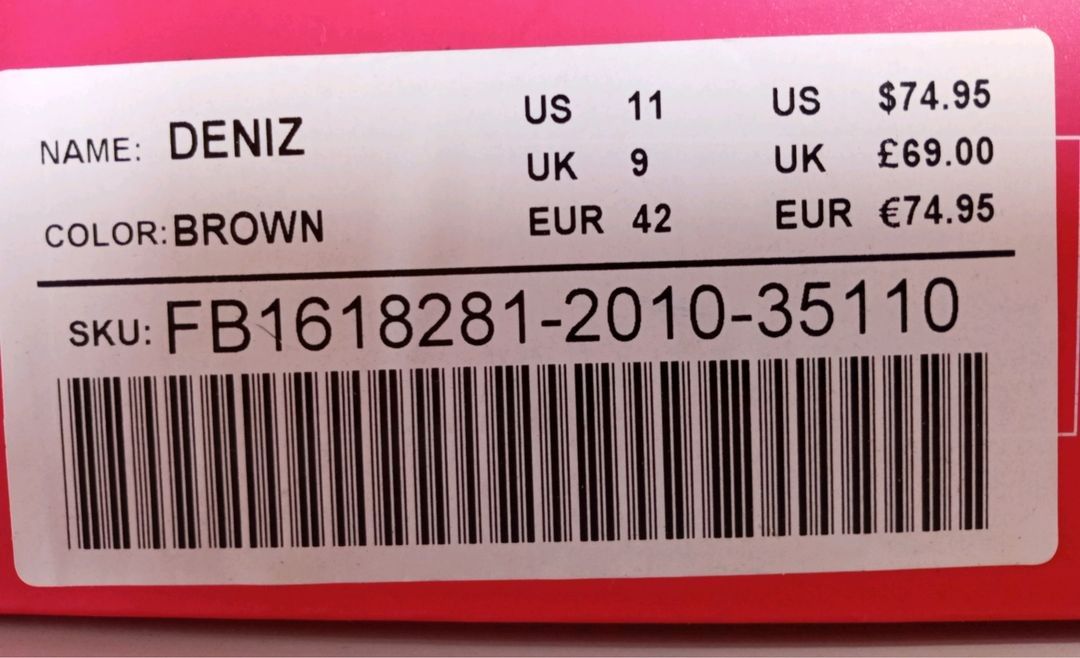 NAME: DENIZ
COLOR: BROWN
US 11
UK 9
EUR 42
US $74.95
UK £69.00
EUR €74.95
SKU: FB1618281-2010-35110